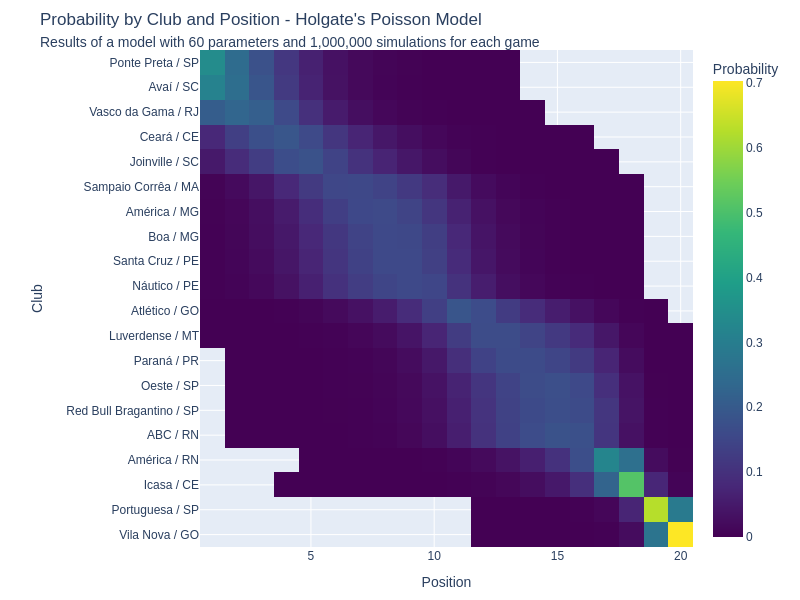 Probability by Club and Position - Holgate's Poisson Model
Results of a model with 60 parameters and 1,000,000 simulations for each game
Probability
Club
Ponte Preta / SP
Avaí / SC
Vasco da Gama / RJ
Ceará / CE
Joinville / SC
Sampaio Corrêa / MA
América / MG
Boa / MG
Santa Cruz / PE
Náutico / PE
Atlético / GO
Luverdense / MT
Paraná / PR
Oeste / SP
Red Bull Bragantino / SP
ABC / RN
América / RN
Icasa / CE
Portuguesa / SP
Vila Nova / GO
5
10
15
20
Position
0.7
0.6
0.5
0.4
0.3
0.2
0.1
0